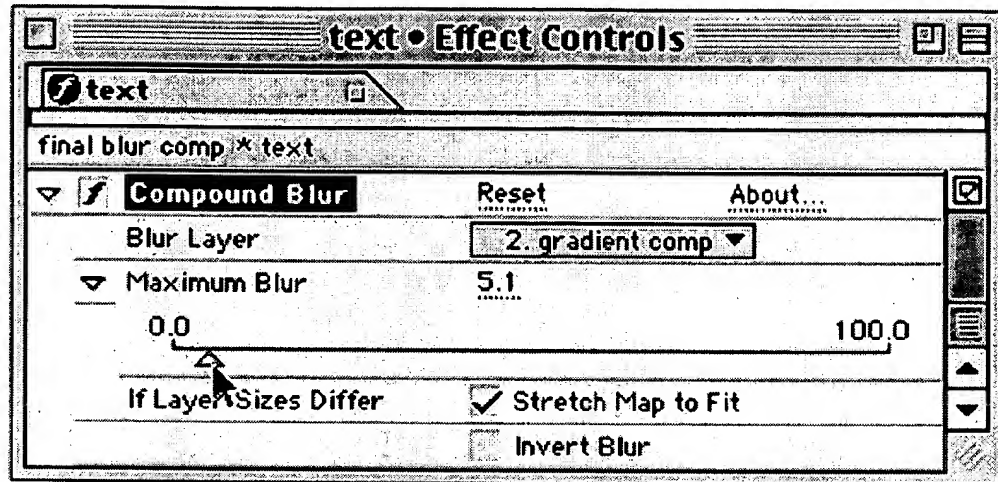 text • Effect Controls
text
final blur comp * text
Compound Blur Reset About...
Blur Layer 2. gradient comp
Maximum Blur 5.1
0.0 100.0
If Layer Sizes Differ Stretch Map to Fit
Invert Blur